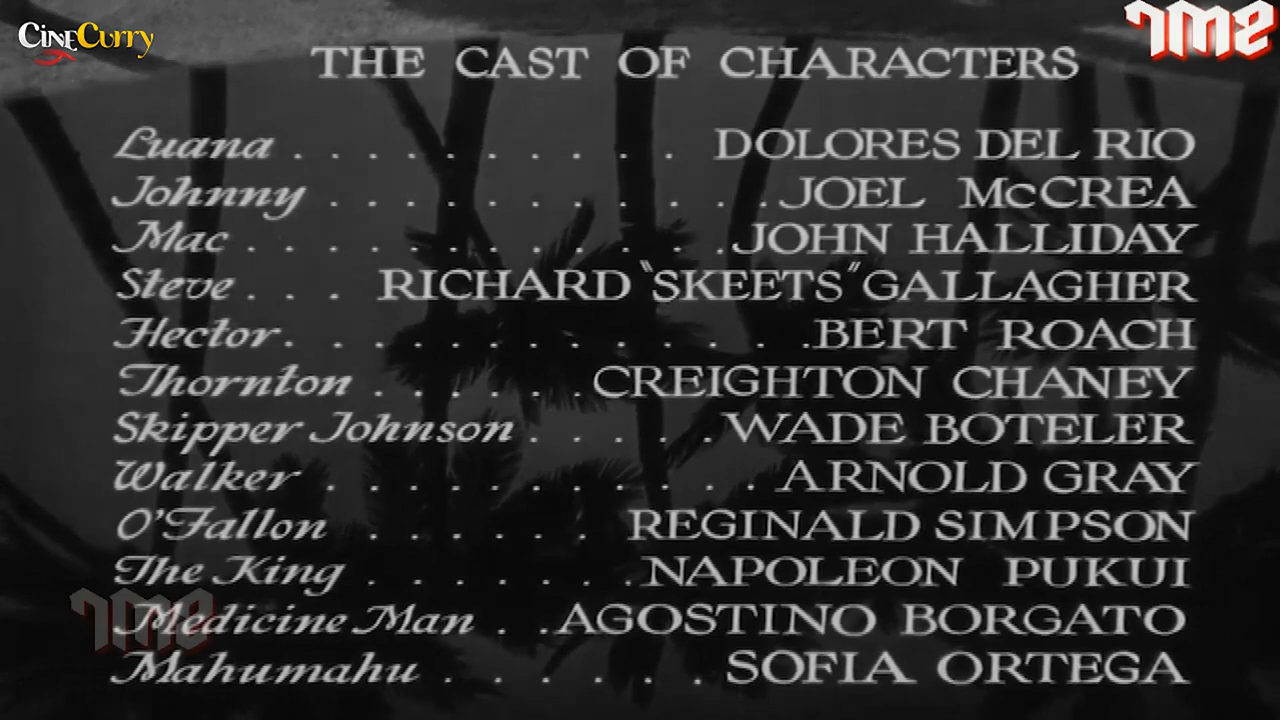 CINECURRY
TMS
THE CAST OF CHARACTERS
Luana . . . . . . . . . . . DOLORES DEL RIO
Johnny . . . . . . . . . . . . JOEL McCREA
Mac . . . . . . . . . . . . . JOHN HALLIDAY
Steve . . . RICHARD "SKEETS" GALLAGHER
Hector . . . . . . . . . . . . BERT ROACH
Thornton . . . . . . CREIGHTON CHANEY
Skipper Johnson . . . . . WADE BOTELER
Walker . . . . . . . . . . . . ARNOLD GRAY
O'Fallon . . . . . . REGINALD SIMPSON
The King . . . . . . . NAPOLEON PUKUI
Medicine Man . . AGOSTINO BORGATO
Mahumahu . . . . . . . SOFIA ORTEGA